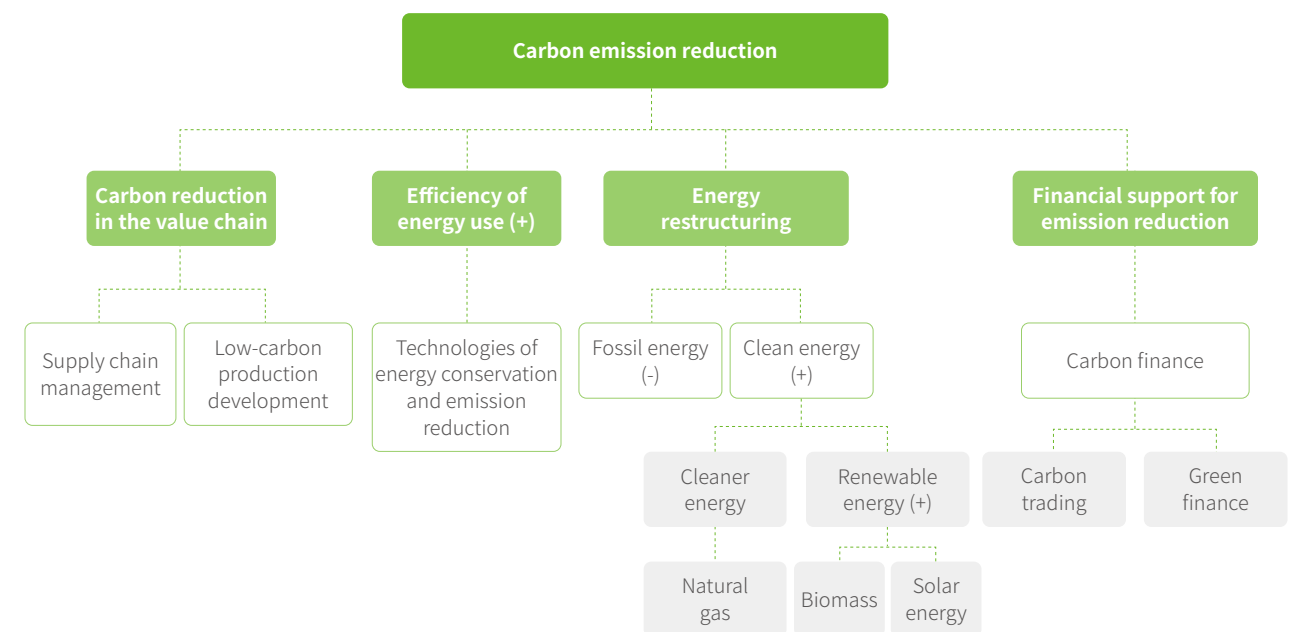 Carbon emission reduction
Carbon reduction
in the value chain
Efficiency of
energy use (+)
Energy
restructuring
Financial support for
emission reduction
Supply chain
management
Low-carbon
production
development
Technologies of
energy conservation
and emission
reduction
Fossil energy
(-)
Clean energy
(+)
Carbon finance
Cleaner
energy
Renewable
energy (+)
Carbon
trading
Green
finance
Natural
gas
Biomass
Solar
energy